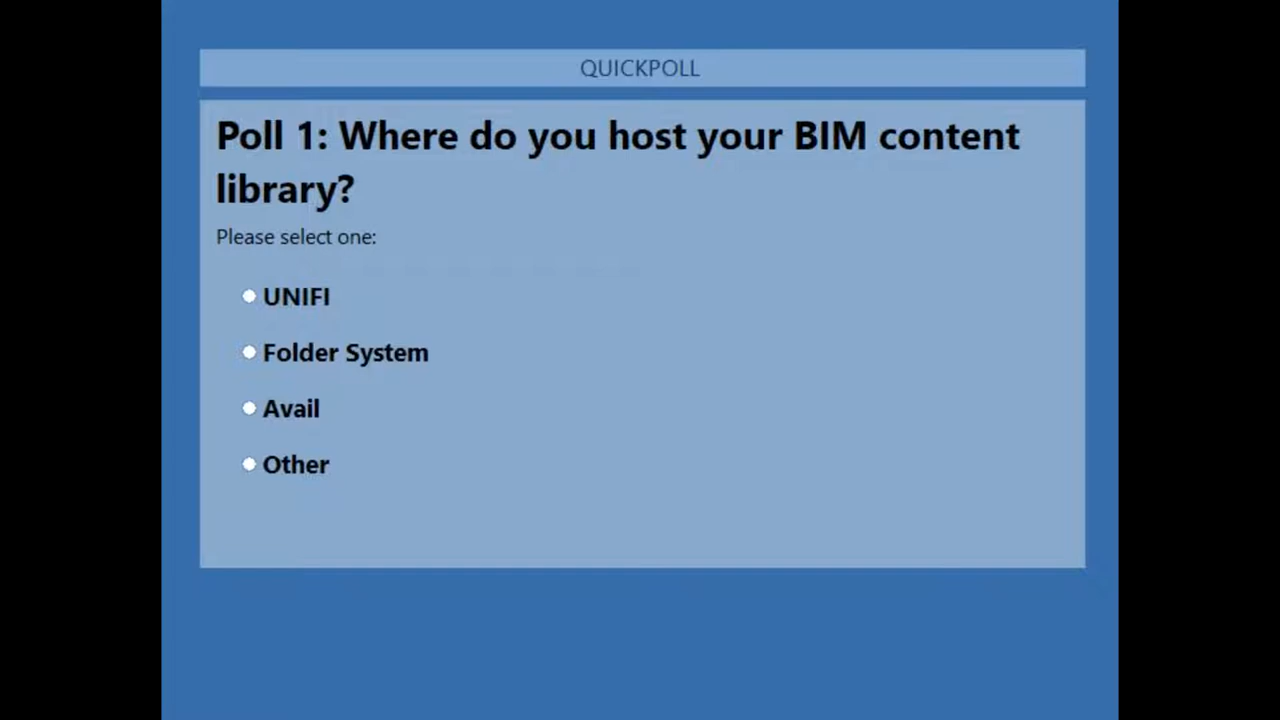 QUICKPOLL
Poll 1: Where do you host your BIM content
library?
Please select one:
UNIFI
Folder System
Avail
Other